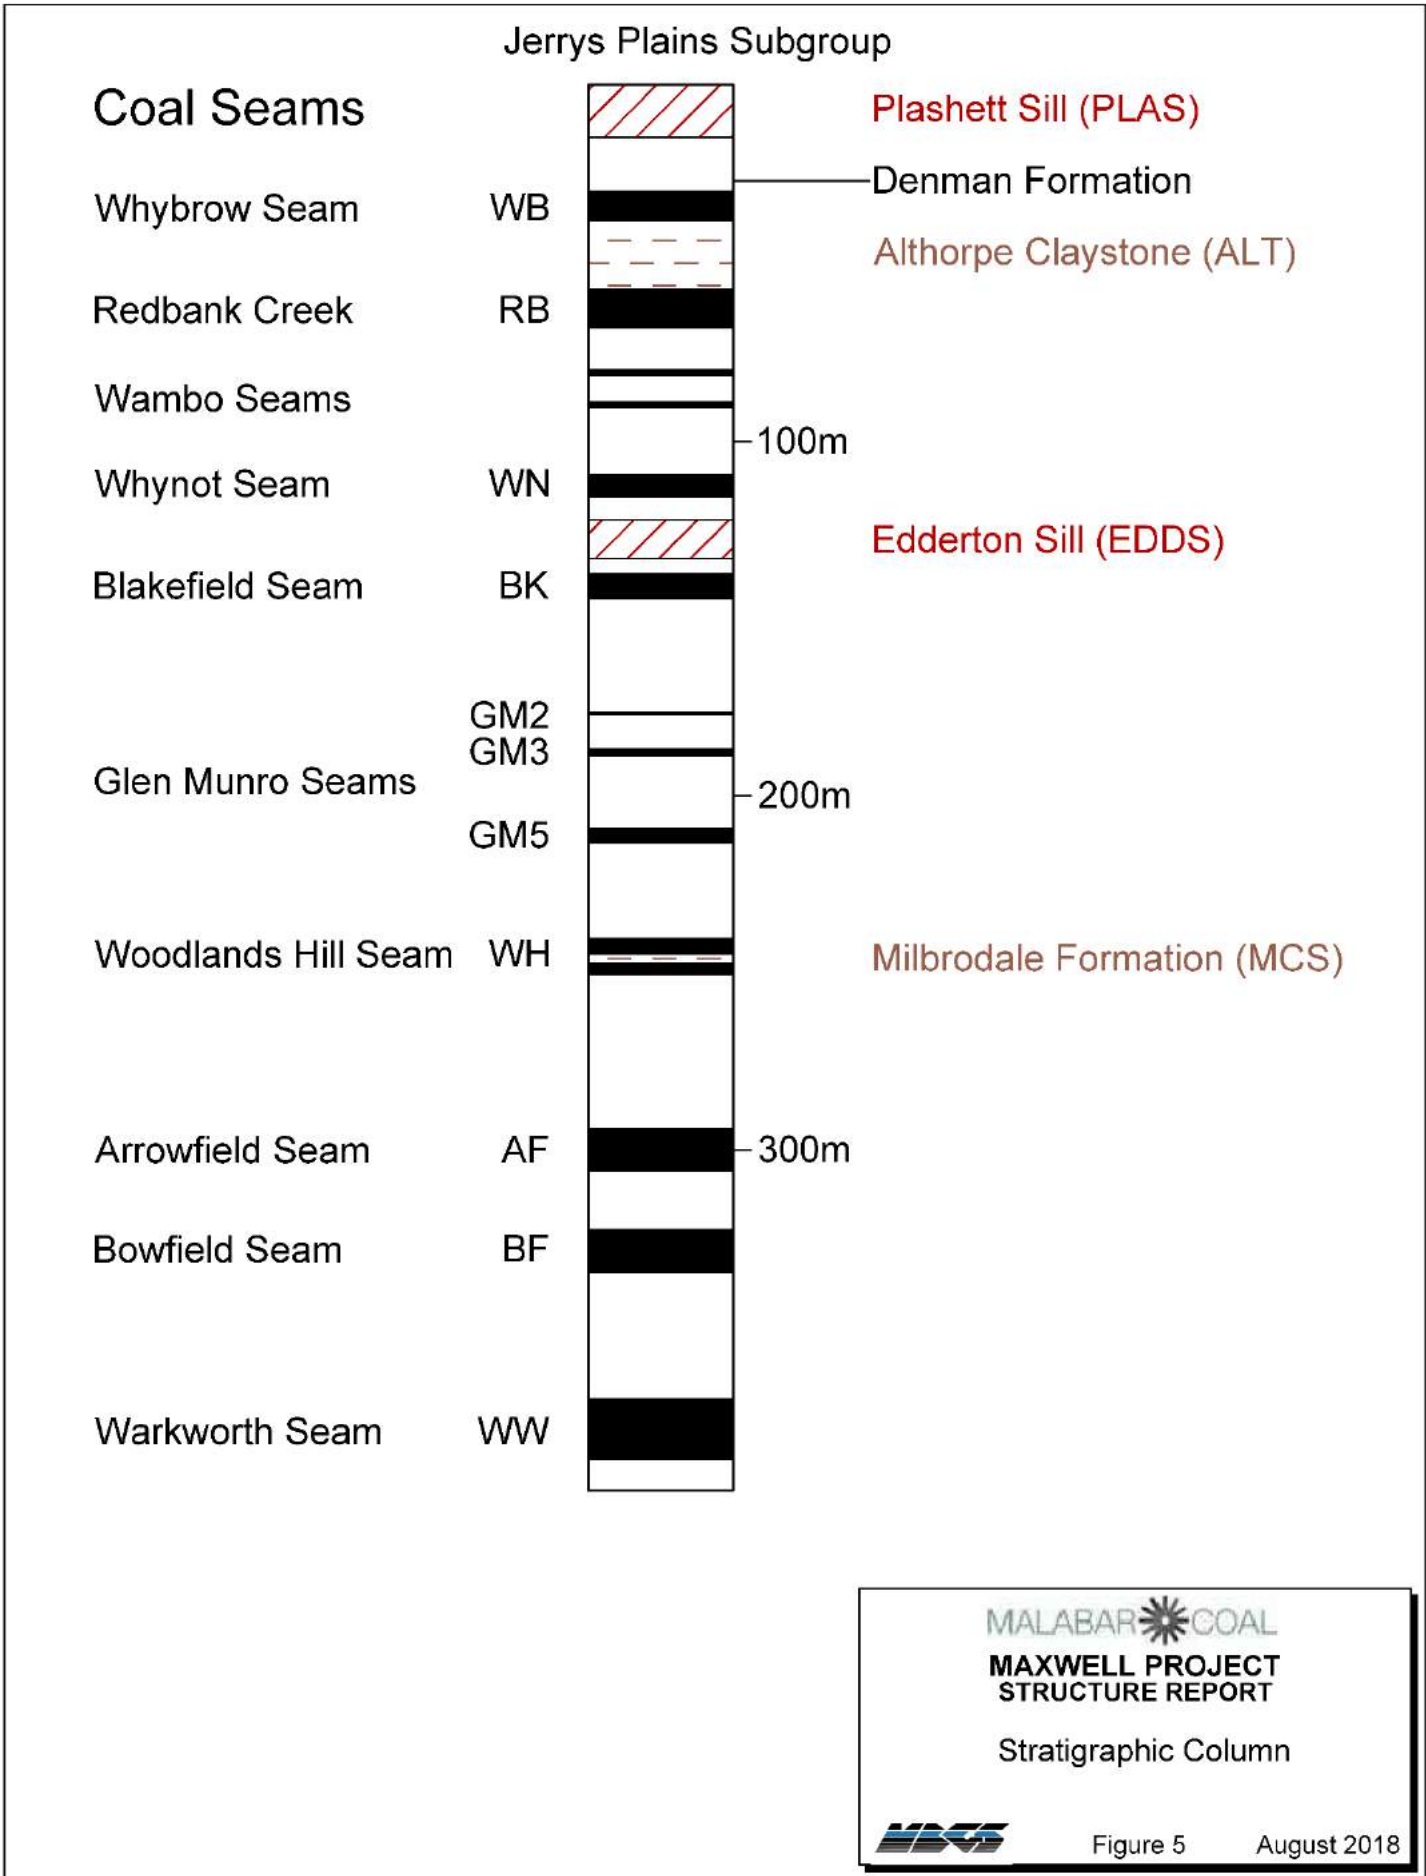 Jerrys Plains Subgroup
Coal Seams
Plashett Sill (PLAS)
Denman Formation
Whybrow Seam WB
Althorpe Claystone (ALT)
Redbank Creek RB
Wambo Seams
100m
Whynot Seam WN
Edderton Sill (EDDS)
Blakefield Seam BK
GM2
GM3
Glen Munro Seams
200m
GM5
Woodlands Hill Seam WH
Milbrodale Formation (MCS)
Arrowfield Seam AF
300m
Bowfield Seam BF
Warkworth Seam WW
MALABAR COAL
MAXWELL PROJECT
STRUCTURE REPORT
Stratigraphic Column
Figure 5 August 2018